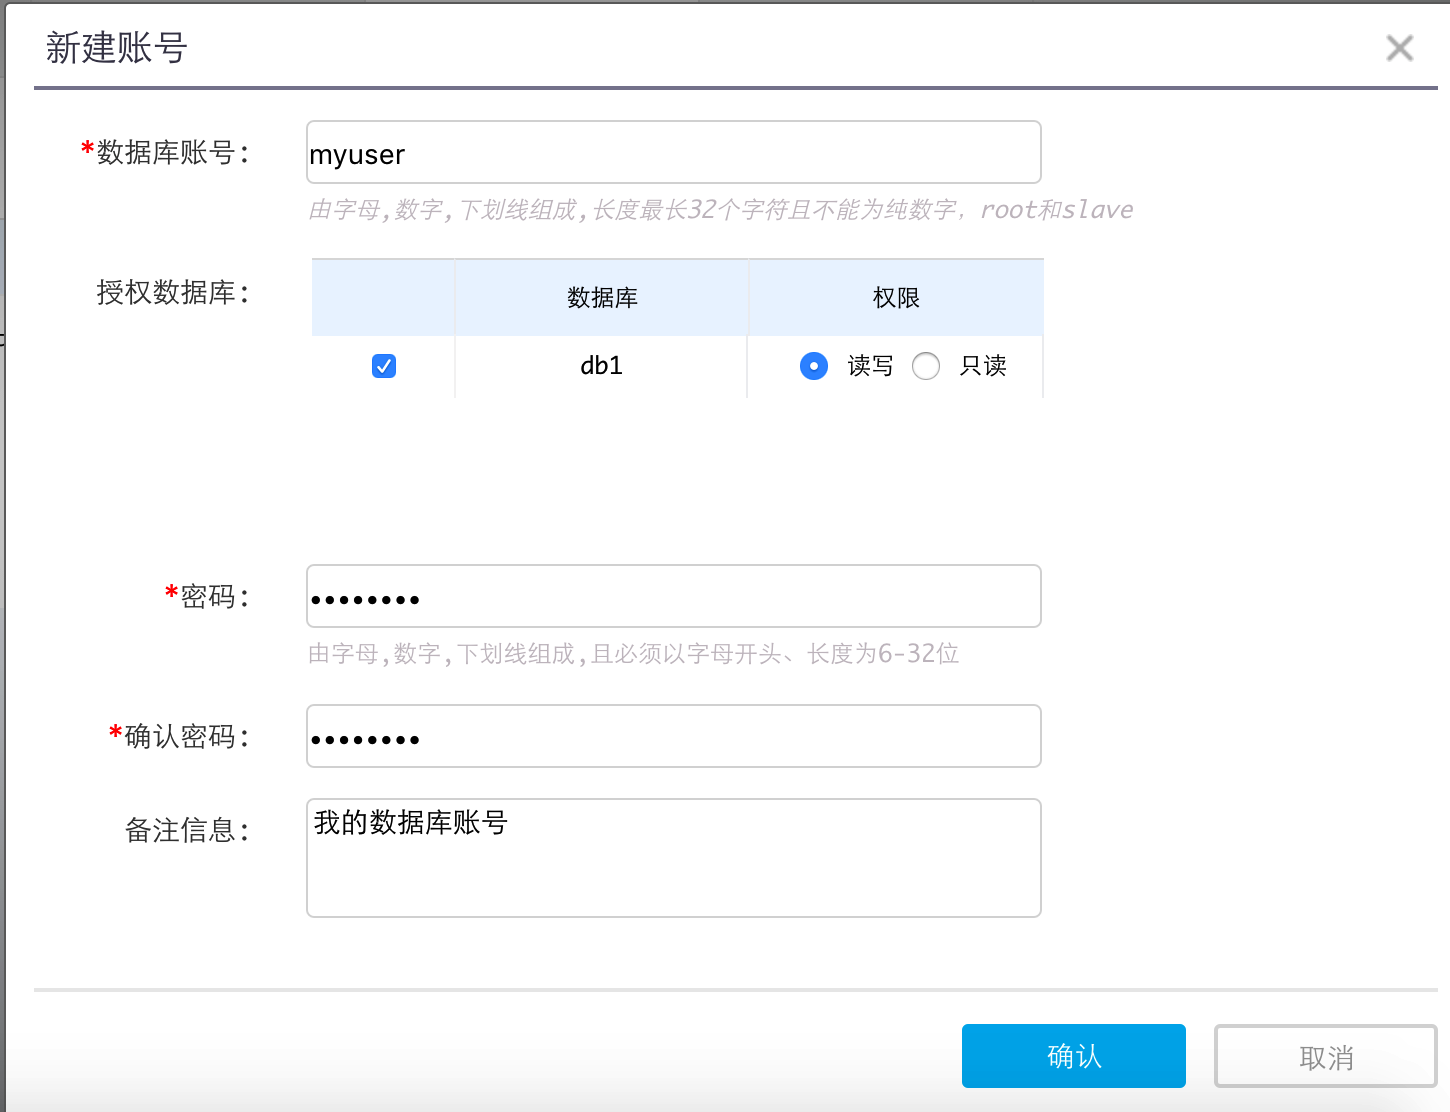 新建账号
*数据库账号:
myuser
由字母,数字,下划线组成,长度最长32个字符且不能为纯数字，root和slave
授权数据库:
数据库 权限
db1 读写 只读
*密码:
••••••••
由字母,数字,下划线组成,且必须以字母开头、长度为6-32位
*确认密码:
••••••••
备注信息:
我的数据库账号
确认 取消